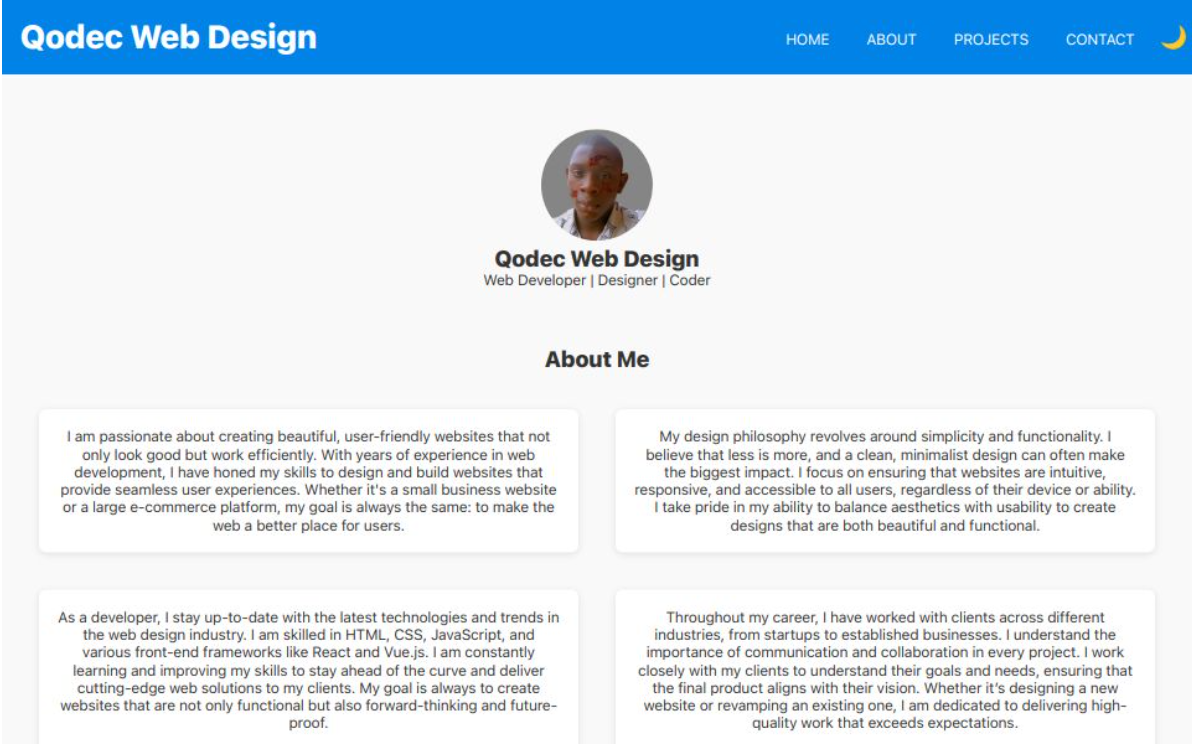 Qodec Web Design
HOME ABOUT PROJECTS CONTACT
Qodec Web Design
Web Developer | Designer | Coder
About Me
I am passionate about creating beautiful, user-friendly websites that not
only look good but work efficiently. With years of experience in web
development, I have honed my skills to design and build websites that
provide seamless user experiences. Whether it's a small business website
or a large e-commerce platform, my goal is always the same: to make the
web a better place for users.
My design philosophy revolves around simplicity and functionality. I
believe that less is more, and a clean, minimalist design can often make
the biggest impact. I focus on ensuring that websites are intuitive,
responsive, and accessible to all users, regardless of their device or ability.
I take pride in my ability to balance aesthetics with usability to create
designs that are both beautiful and functional.
As a developer, I stay up-to-date with the latest technologies and trends in
the web design industry. I am skilled in HTML, CSS, JavaScript, and
various front-end frameworks like React and Vue.js. I am constantly
learning and improving my skills to stay ahead of the curve and deliver
cutting-edge web solutions to my clients. My goal is always to create
websites that are not only functional but also forward-thinking and future-
proof.
Throughout my career, I have worked with clients across different
industries, from startups to established businesses. I understand the
importance of communication and collaboration in every project. I work
closely with my clients to understand their goals and needs, ensuring that
the final product aligns with their vision. Whether it's designing a new
website or revamping an existing one, I am dedicated to delivering high-
quality work that exceeds expectations.